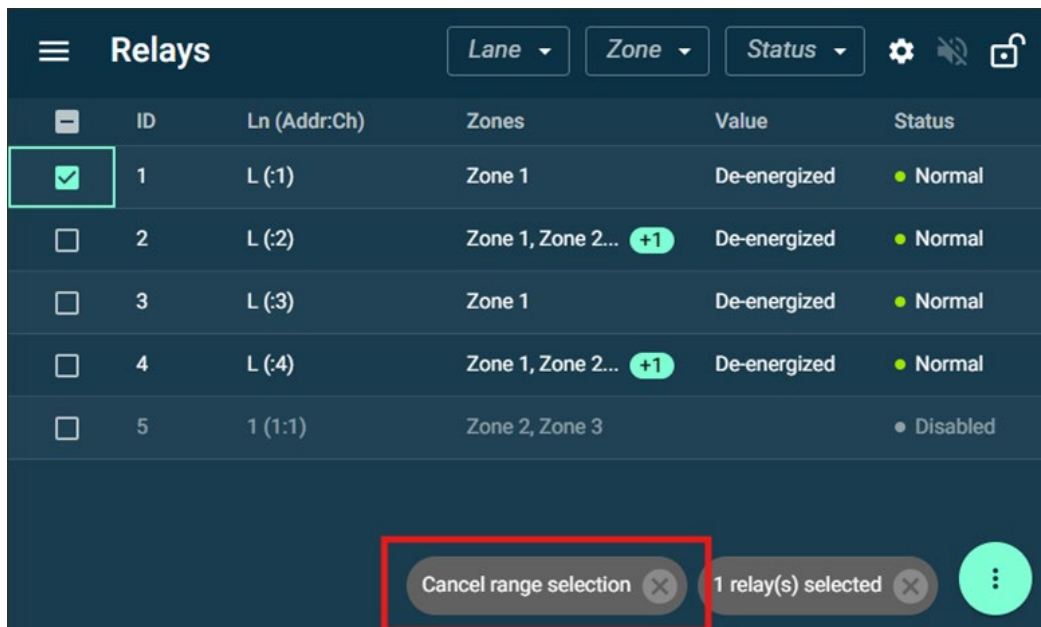 Relays Lane Zone Status
ID Ln (Addr:Ch) Zones Value Status
1 L (:1) Zone 1 De-energized Normal
2 L (:2) Zone 1, Zone 2... +1 De-energized Normal
3 L (:3) Zone 1 De-energized Normal
4 L (:4) Zone 1, Zone 2... +1 De-energized Normal
5 1 (1:1) Zone 2, Zone 3 Disabled
Cancel range selection 1 relay(s) selected